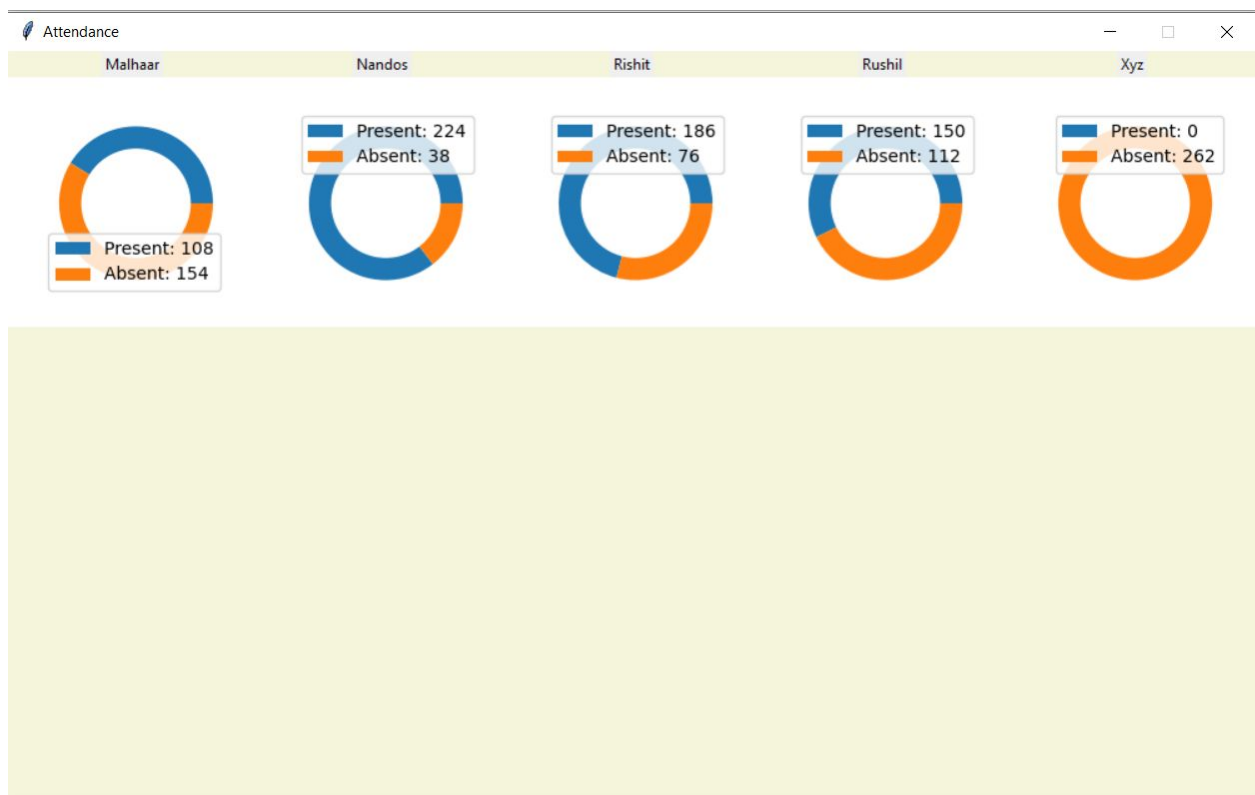 Attendance
Malhaar Nandos Rishit Rushil Xyz
Present: 108
Absent: 154
Present: 224
Absent: 38
Present: 186
Absent: 76
Present: 150
Absent: 112
Present: 0
Absent: 262